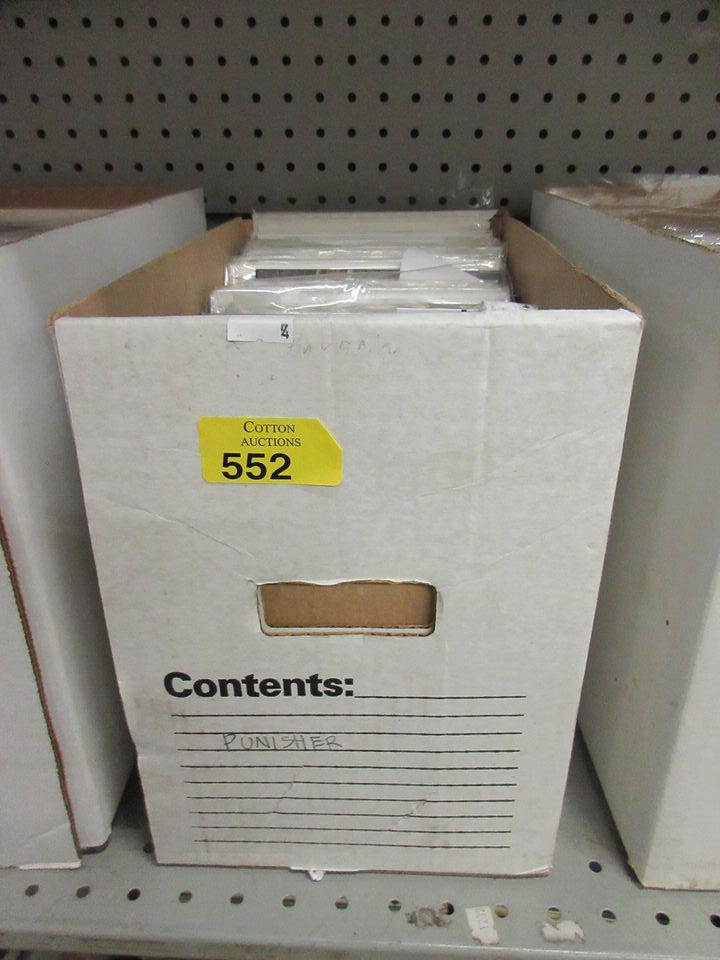 COTTON
AUCTIONS
552
Contents:
PUNISHER